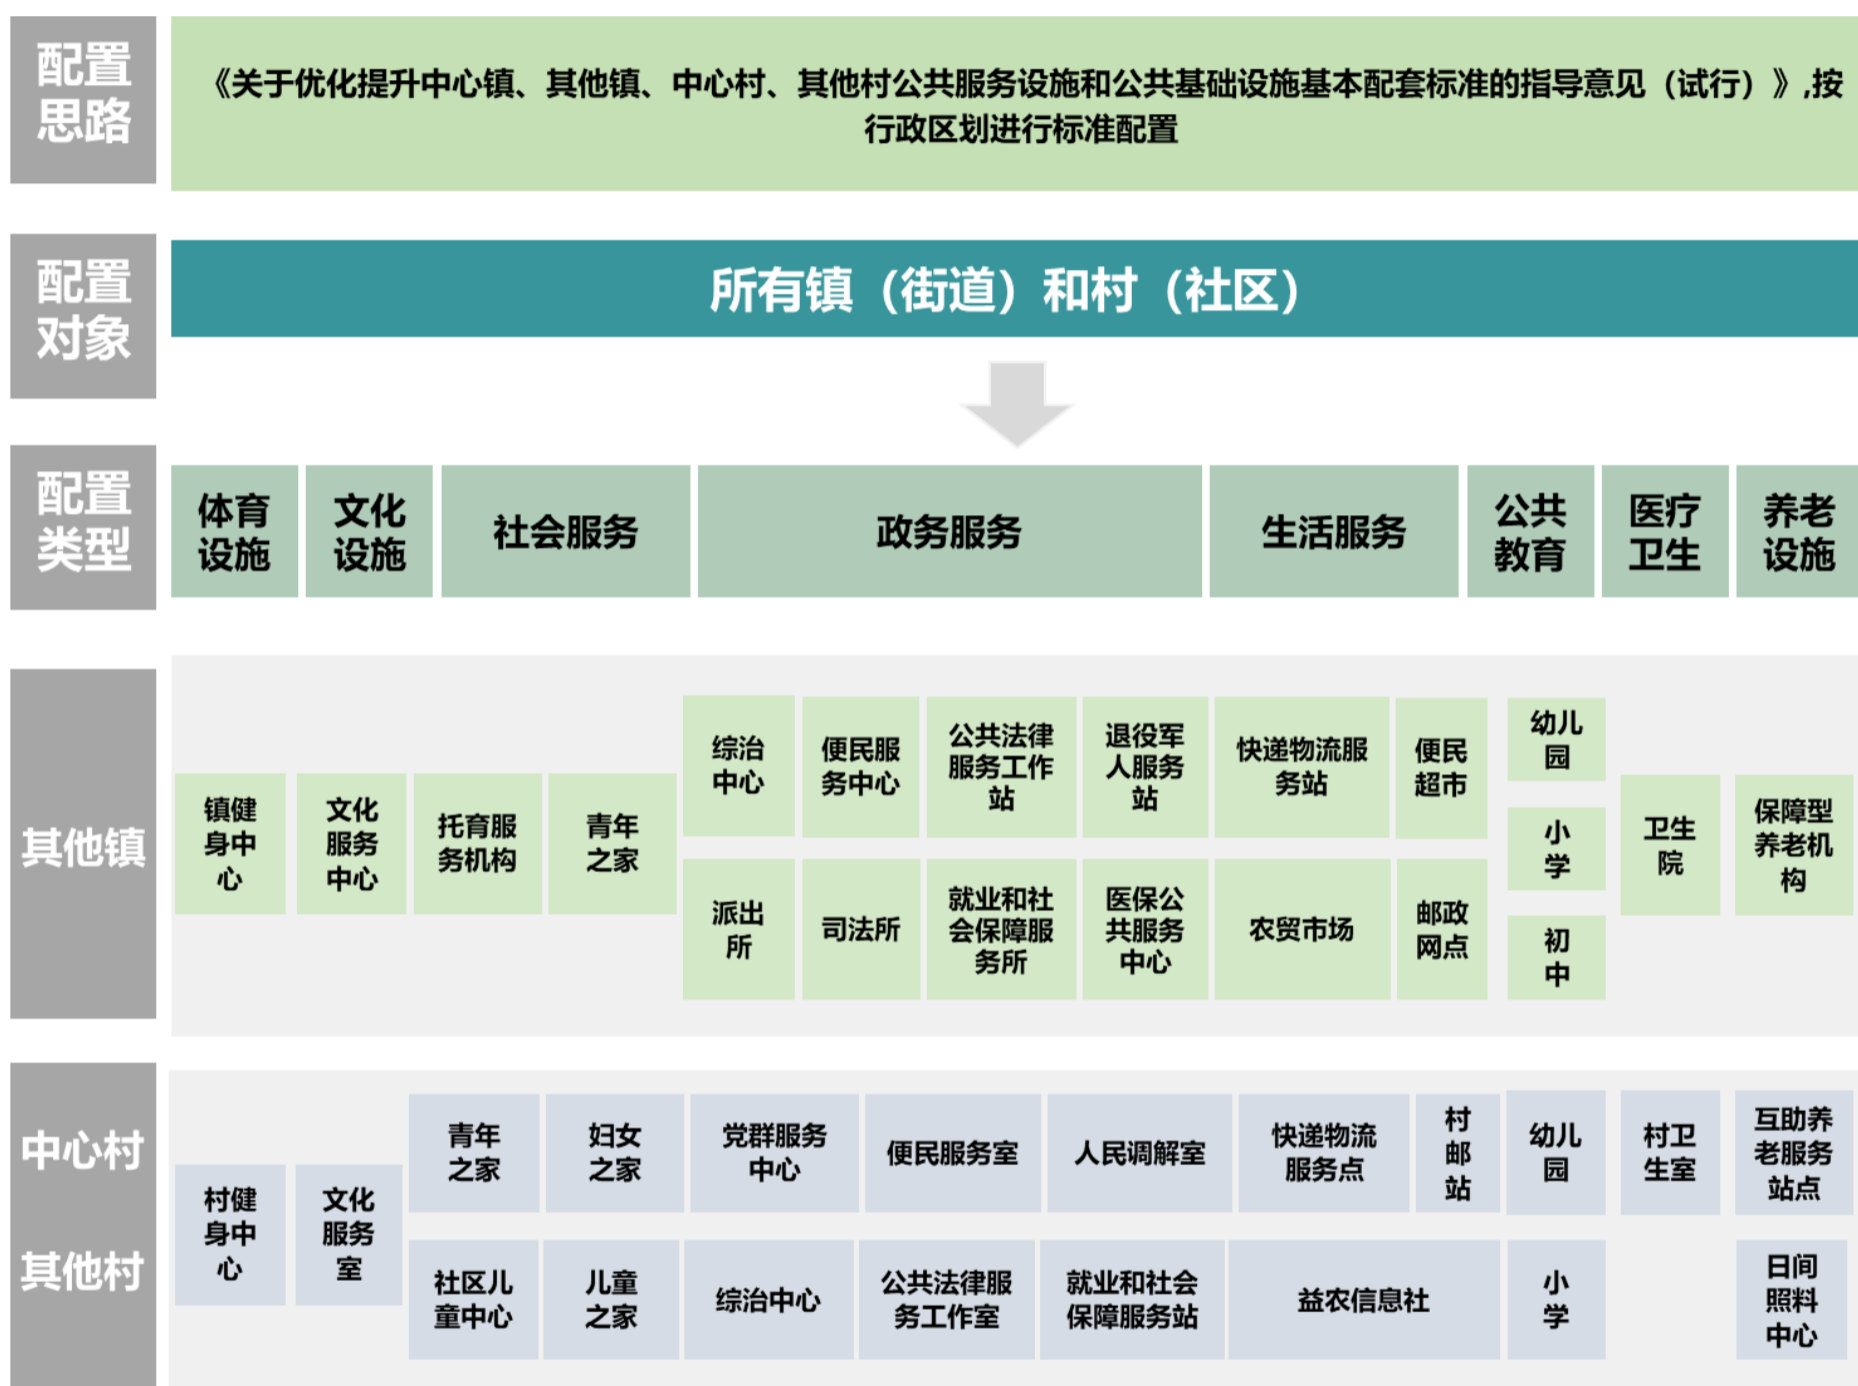 配置
思路
《关于优化提升中心镇、其他镇、中心村、其他村公共服务设施和公共基础设施基本配套标准的指导意见（试行）》,按
行政区划进行标准配置
配置
对象
所有镇（街道）和村（社区）
配置
类型
体育
设施
文化
设施
社会服务
政务服务
生活服务
公共
教育
医疗
卫生
养老
设施
其他镇
镇健
身中
心
文化
服务
中心
托育服
务机构
青年
之家
综治
中心
便民服
务中心
公共法律
服务工作
站
退役军
人服务
站
快递物流服
务站
便民
超市
派出
所
司法所
就业和社
会保障服
务所
医保公
共服务
中心
农贸市场
邮政
网点
幼儿
园
小
学
初
中
卫生
院
保障型
养老机
构
中心村
其他村
村健
身中
心
文化
服务
室
青年
之家
妇女
之家
党群服务
中心
便民服务室
人民调解室
快递物流
服务点
村
邮
站
幼儿
园
村卫
生室
互助养
老服务
站点
社区儿
童中心
儿童
之家
综治中心
公共法律服
务工作室
就业和社会
保障服务站
益农信息社
小
学
日间
照料
中心